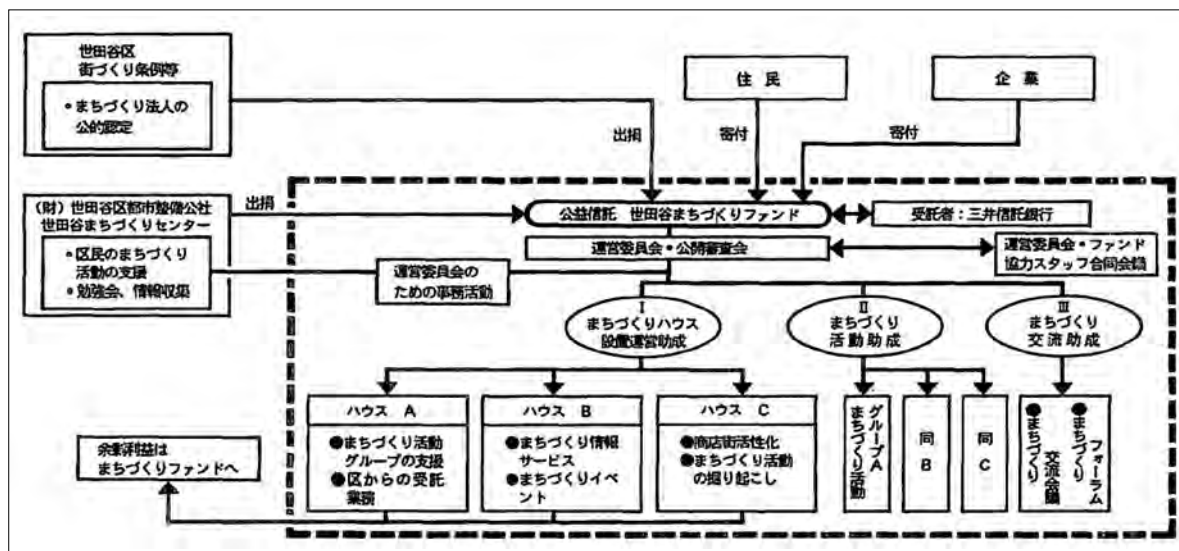 世田谷区
街づくり条例等
●まちづくり法人の
公的認定
住民
企業
出捐
寄付
寄付
(財)世田谷区都市整備公社
世田谷まちづくりセンター
●区民のまちづくり
活動の支援
●勉強会、情報収集
出捐
公益信託 世田谷まちづくりファンド
受託者:三井信託銀行
運営委員会・公開審査会
運営委員会・ファンド
協力スタッフ合同会議
運営委員会の
ための事務活動
I
まちづくりハウス
設置運営助成
II
まちづくり
活動助成
III
まちづくり
交流助成
ハウス A
●まちづくり活動
グループの支援
●区からの受託
業務
ハウス B
●まちづくり情報
サービス
●まちづくりイベ
ント
ハウス C
●商店街活性化
●まちづくり活動
の掘り起こし
グループA
まちづくり活動
同B
同C
フォーラム
●まちづくり
交流会議
●まちづくり
余剰利益は
まちづくりファンドへ